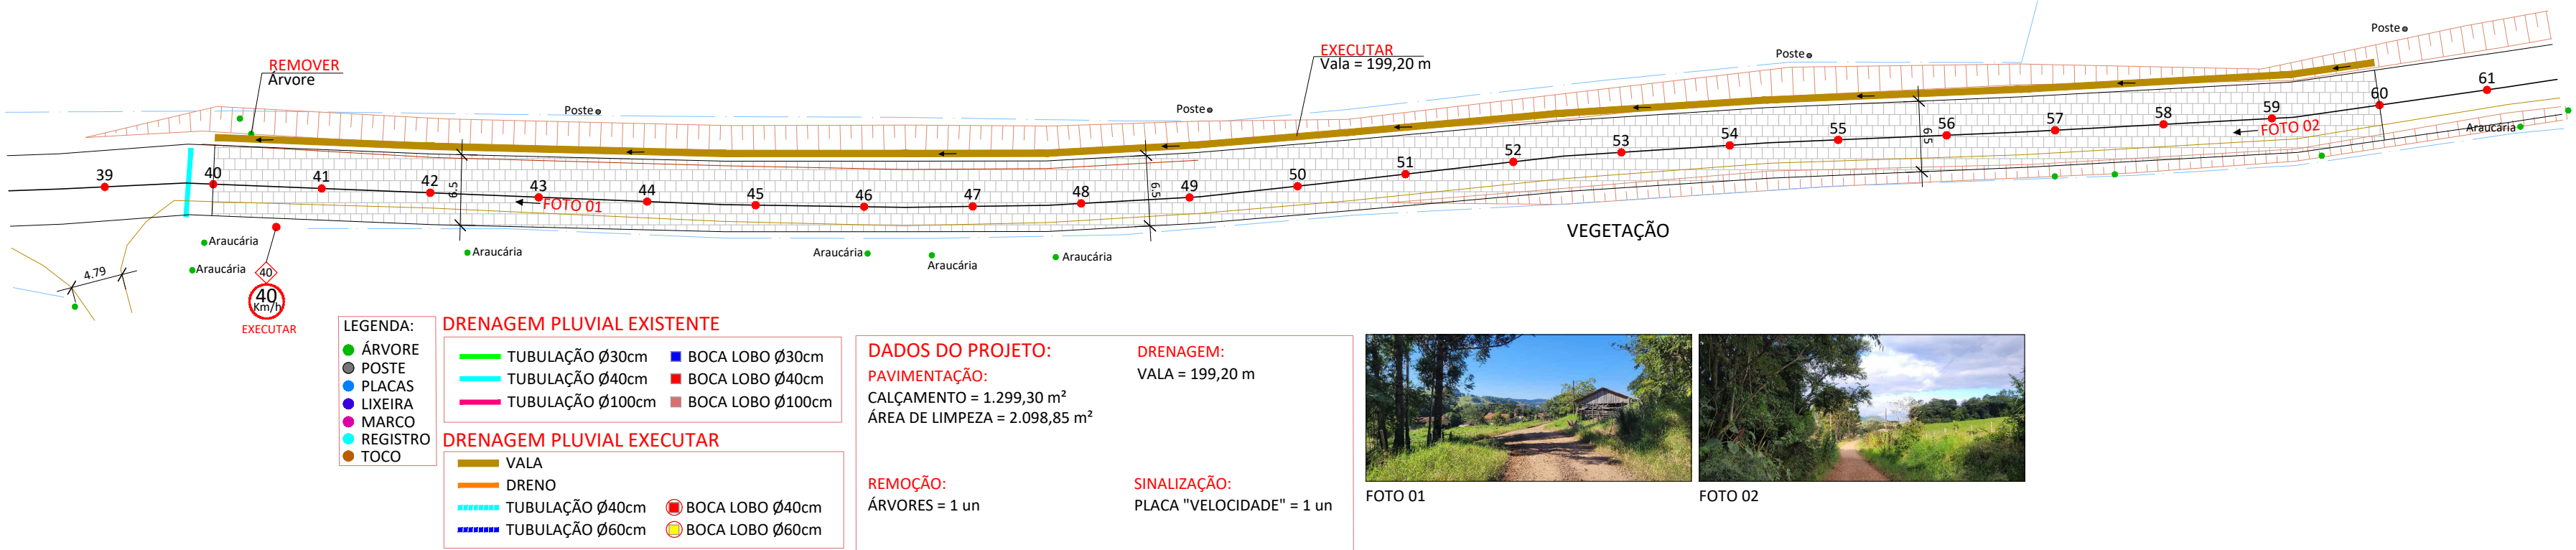 REMOVER
Árvore
EXECUTAR
Vala = 199,20 m
Poste
Poste
Poste
Poste
39
40
41
42
43
44
45
46
47
48
49
50
51
52
53
54
55
56
57
58
59
60
61
6.5
6.5
6.5
FOTO 01
FOTO 02
Araucária
Araucária
Araucária
Araucária
Araucária
Araucária
Araucária
VEGETAÇÃO
4.79
40
40
Km/h
EXECUTAR
LEGENDA:
ÁRVORE
POSTE
PLACAS
LIXEIRA
MARCO
REGISTRO
TOCO
DRENAGEM PLUVIAL EXISTENTE
TUBULAÇÃO Ø30cm
BOCA LOBO Ø30cm
TUBULAÇÃO Ø40cm
BOCA LOBO Ø40cm
TUBULAÇÃO Ø100cm
BOCA LOBO Ø100cm
DRENAGEM PLUVIAL EXECUTAR
VALA
DRENO
TUBULAÇÃO Ø40cm
BOCA LOBO Ø40cm
TUBULAÇÃO Ø60cm
BOCA LOBO Ø60cm
DADOS DO PROJETO:
PAVIMENTAÇÃO:
CALÇAMENTO = 1.299,30 m²
ÁREA DE LIMPEZA = 2.098,85 m²
DRENAGEM:
VALA = 199,20 m
REMOÇÃO:
ÁRVORES = 1 un
SINALIZAÇÃO:
PLACA "VELOCIDADE" = 1 un
FOTO 01
FOTO 02